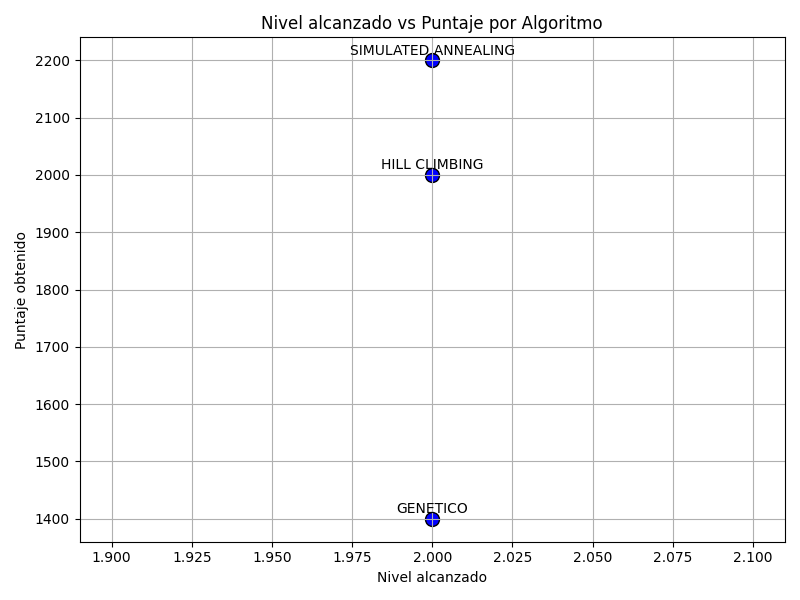 Nivel alcanzado vs Puntaje por Algoritmo
SIMULATED ANNEALING
HILL CLIMBING
GENETICO
Puntaje obtenido
2200
2100
2000
1900
1800
1700
1600
1500
1400
1.900 1.925 1.950 1.975 2.000 2.025 2.050 2.075 2.100
Nivel alcanzado